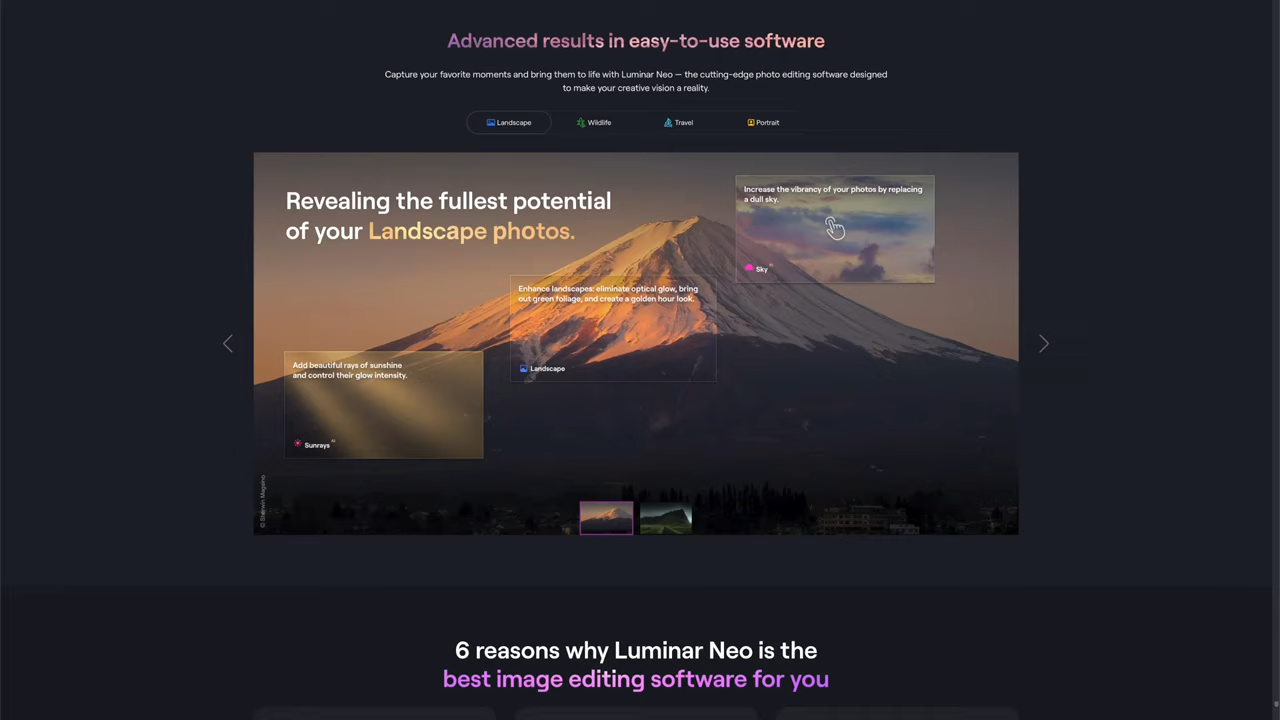 Advanced results in easy-to-use software
Capture your favorite moments and bring them to life with Luminar Neo — the cutting-edge photo editing software designed
to make your creative vision a reality.
Landscape
Wildlife
Travel
Portrait
Revealing the fullest potential
of your Landscape photos.
Increase the vibrancy of your photos by replacing
a dull sky.
Sky AI
Enhance landscapes: eliminate optical glow, bring
out green foliage, and create a golden hour look.
Landscape
Add beautiful rays of sunshine
and control their glow intensity.
Sunrays AI
© Sherwin Magsino
6 reasons why Luminar Neo is the
best image editing software for you